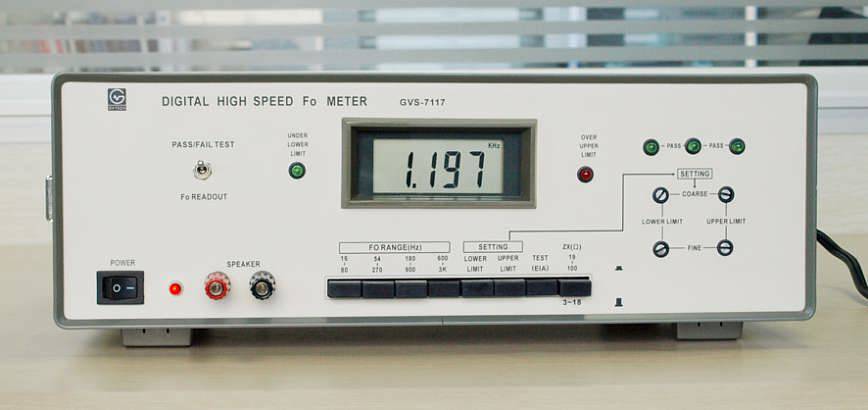 DIGITAL HIGH SPEED Fo METER GVS-7117
PASS/FAIL TEST
Fo READOUT
UNDER
LOWER
LIMIT
1.197 KHz
OVER
UPPER
LIMIT
PASS PASS
SETTING
COARSE
LOWER LIMIT UPPER LIMIT
FINE
POWER
SPEAKER
FO RANGE(Hz) SETTING ZX(Ω)
16 54 180 600 LOWER UPPER TEST 19
80 270 900 3K LIMIT LIMIT (EIA) 100
3~18